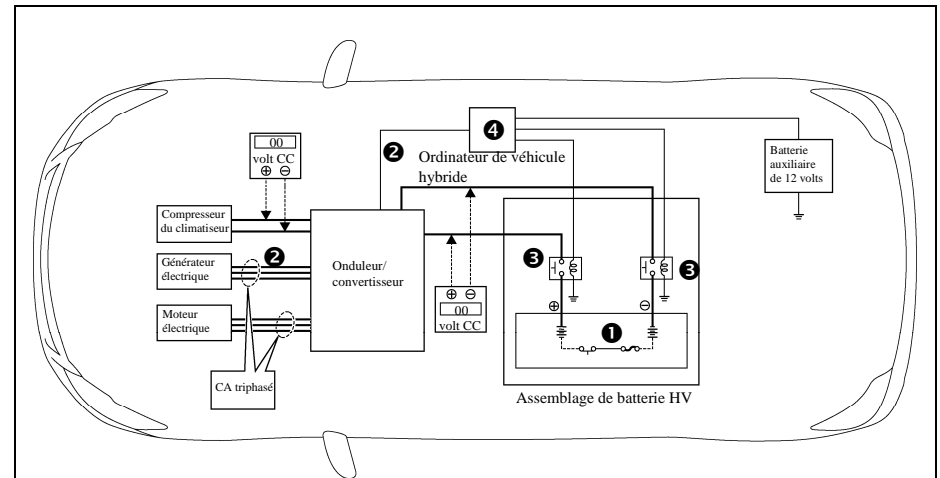 00
volt CC
⊕ ⊖
❷
❹
Ordinateur de véhicule
hybride
Batterie
auxiliaire
de 12 volts
Compresseur
du climatiseur
Générateur
électrique
❷
Onduleur/
convertisseur
❸
❸
Moteur
électrique
⊕ ⊖
00
volt CC
⊕
⊖
❶
CA triphasé
Assemblage de batterie HV